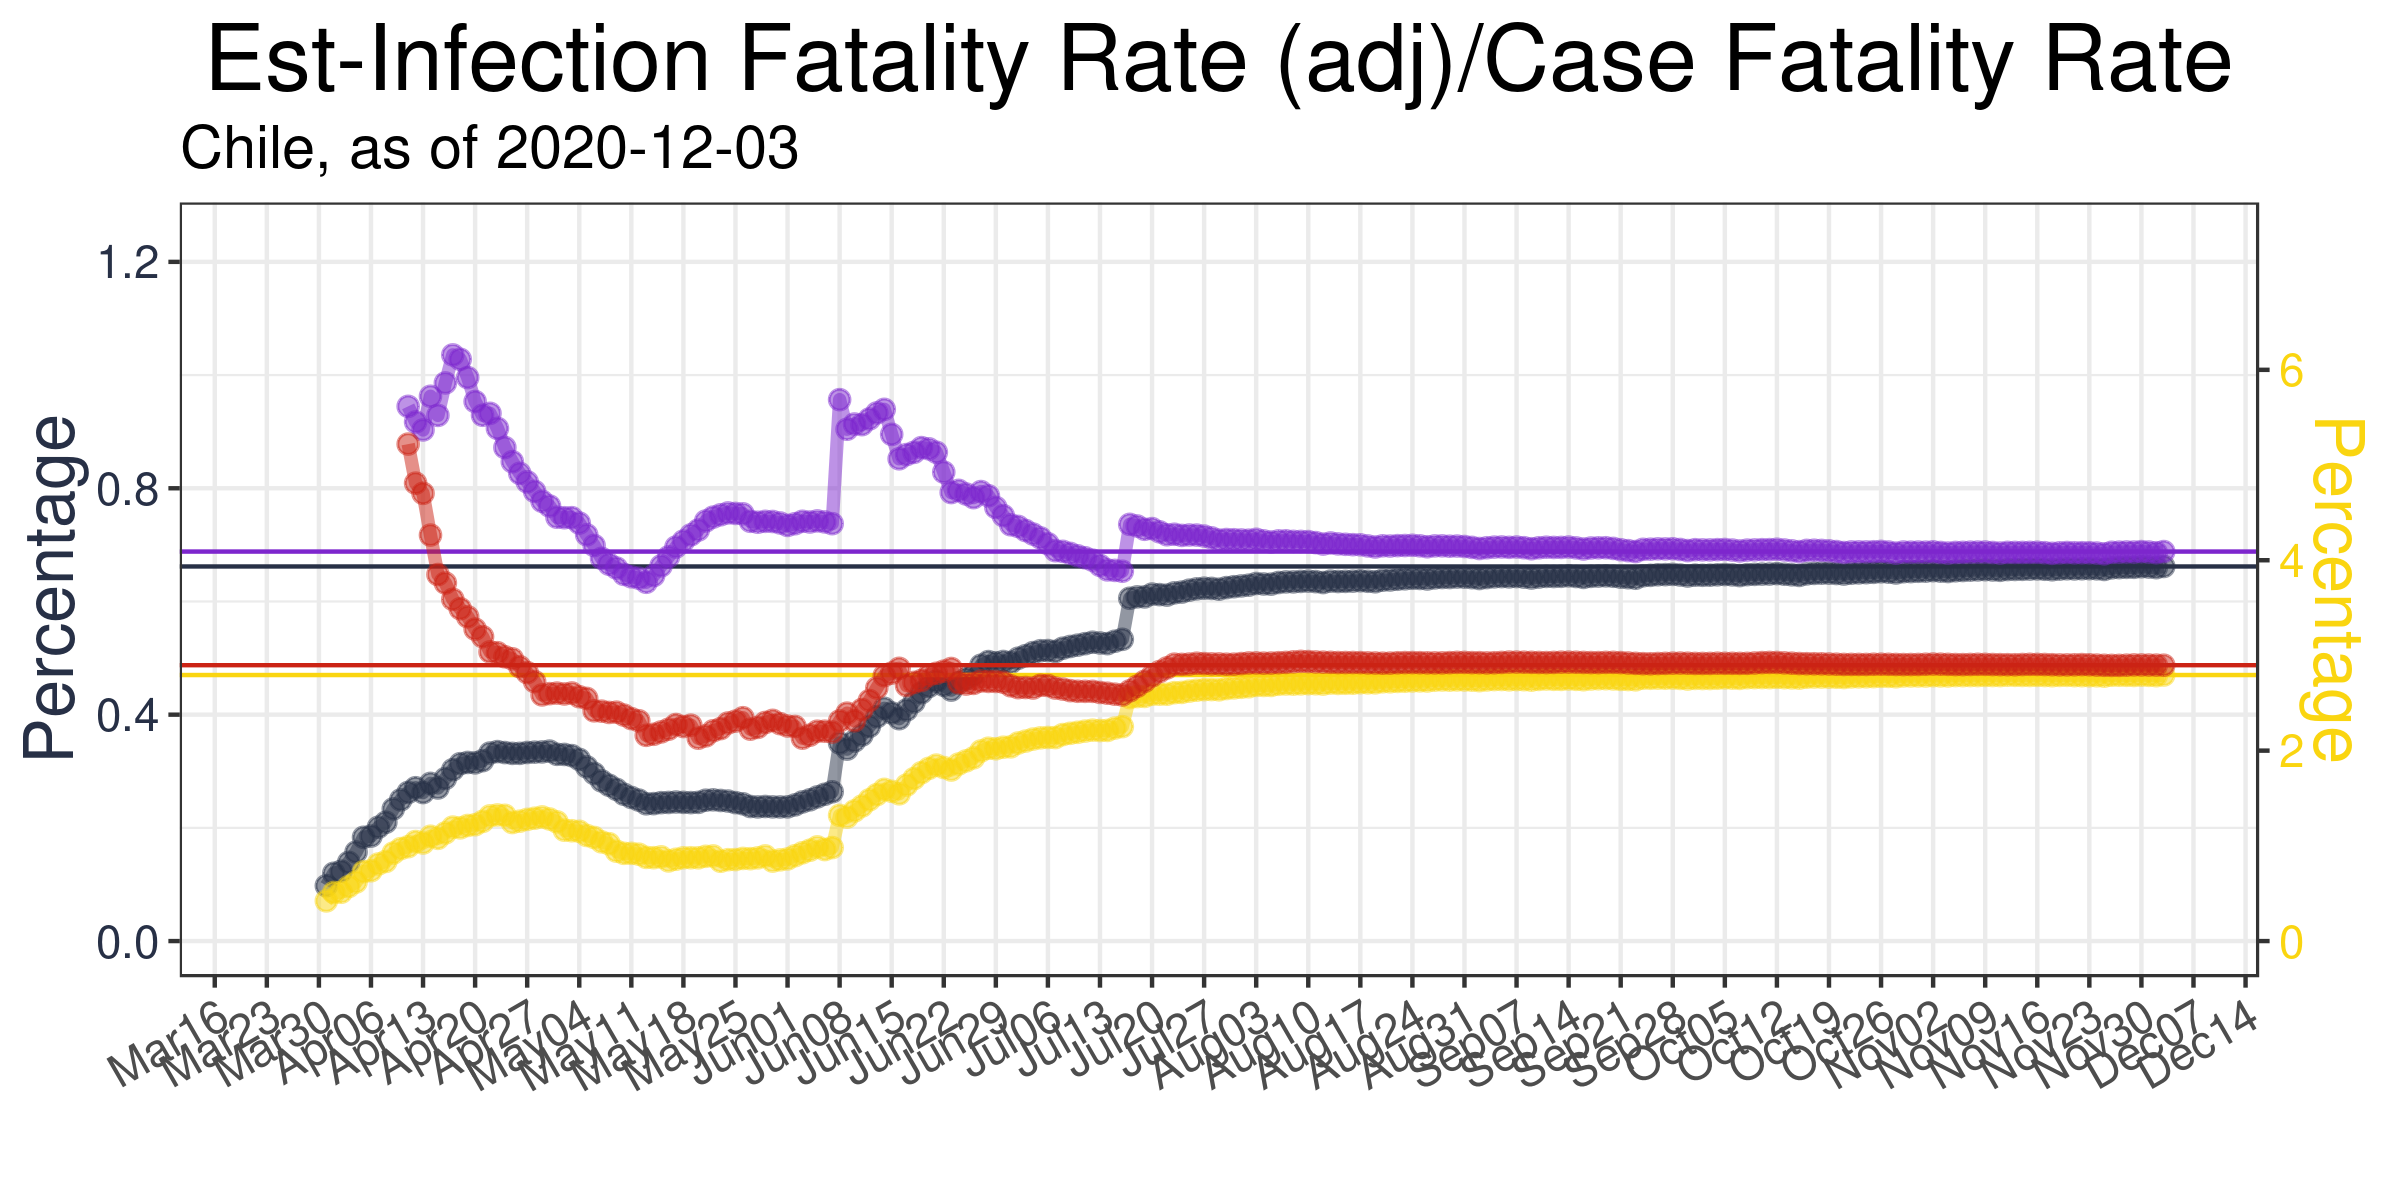 Est-Infection Fatality Rate (adj)/Case Fatality Rate
Chile, as of 2020-12-03
Percentage
1.2
0.8
0.4
0.0
6
4
2
0
Percentage
Mar16
Mar23
Mar30
Apr06
Apr13
Apr20
Apr27
May04
May11
May18
May25
Jun01
Jun08
Jun15
Jun22
Jun29
Jul06
Jul13
Jul20
Jul27
Aug03
Aug10
Aug17
Aug24
Aug31
Sep07
Sep14
Sep21
Sep28
Oct05
Oct12
Oct19
Oct26
Nov02
Nov09
Nov16
Nov23
Nov30
Dec07
Dec14